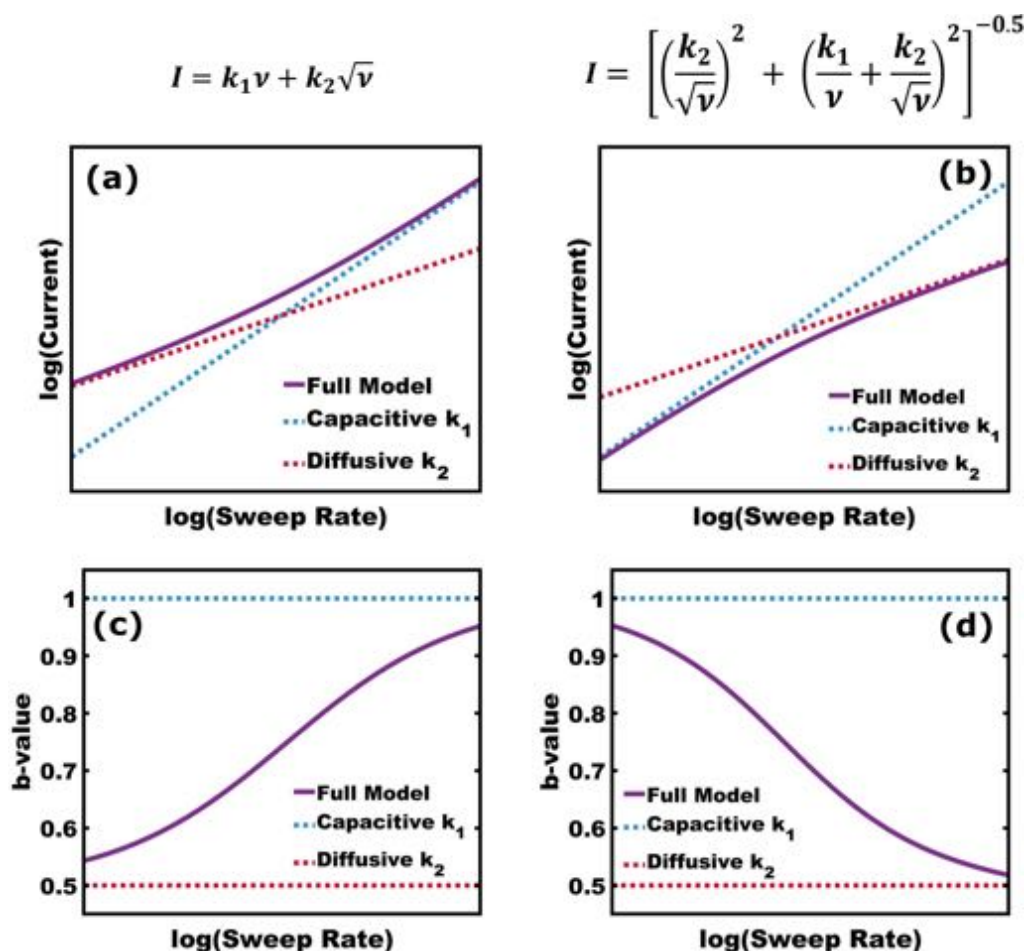 I = k₁ν + k₂√ν
I = [(k₂/√ν)² + (k₁/ν + k₂/√ν)²]^−0.5
(a)
log(Current)
Full Model
Capacitive k₁
Diffusive k₂
log(Sweep Rate)
(b)
log(Current)
Full Model
Capacitive k₁
Diffusive k₂
log(Sweep Rate)
(c)
b-value
1
0.9
0.8
0.7
0.6
0.5
Full Model
Capacitive k₁
Diffusive k₂
log(Sweep Rate)
(d)
b-value
1
0.9
0.8
0.7
0.6
0.5
Full Model
Capacitive k₁
Diffusive k₂
log(Sweep Rate)